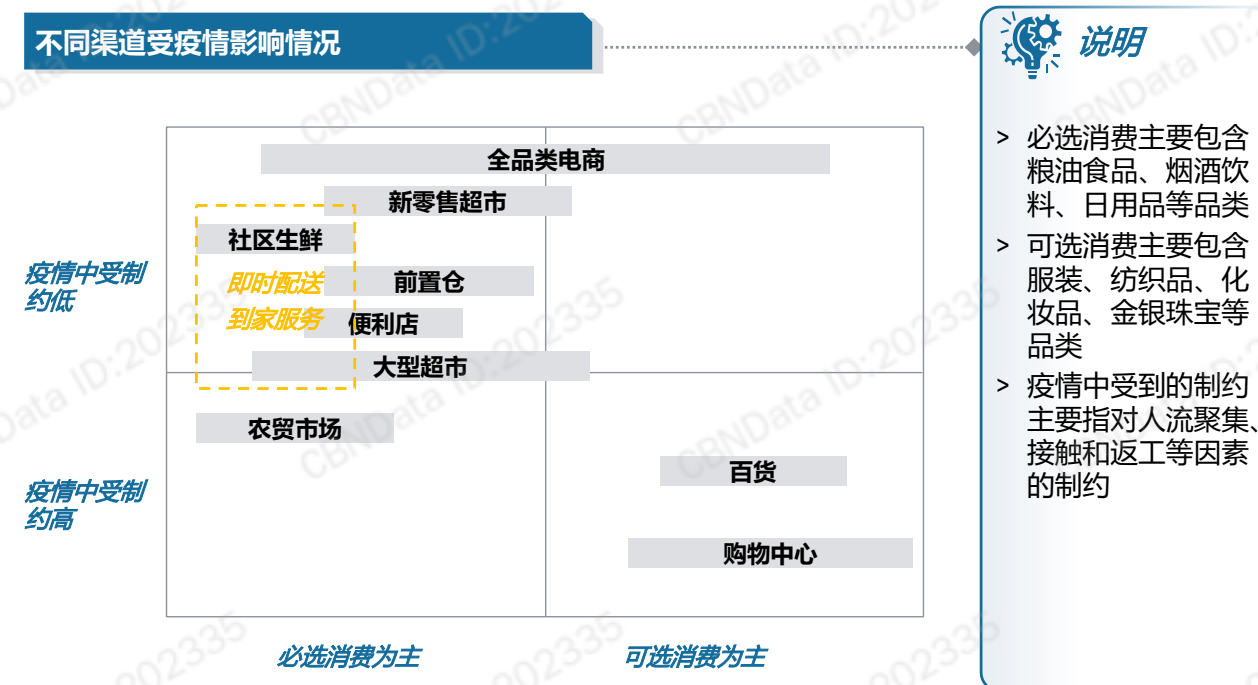 不同渠道受疫情影响情况
说明
全品类电商
新零售超市
社区生鲜
即时配送
到家服务
前置仓
便利店
大型超市
农贸市场
百货
购物中心
疫情中受制
约低
疫情中受制
约高
必选消费为主
可选消费为主
> 必选消费主要包含
粮油食品、烟酒饮
料、日用品等品类
> 可选消费主要包含
服装、纺织品、化
妆品、金银珠宝等
品类
> 疫情中受到的制约
主要指对人流聚集、
接触和返工等因素
的制约
CBNData ID:202335